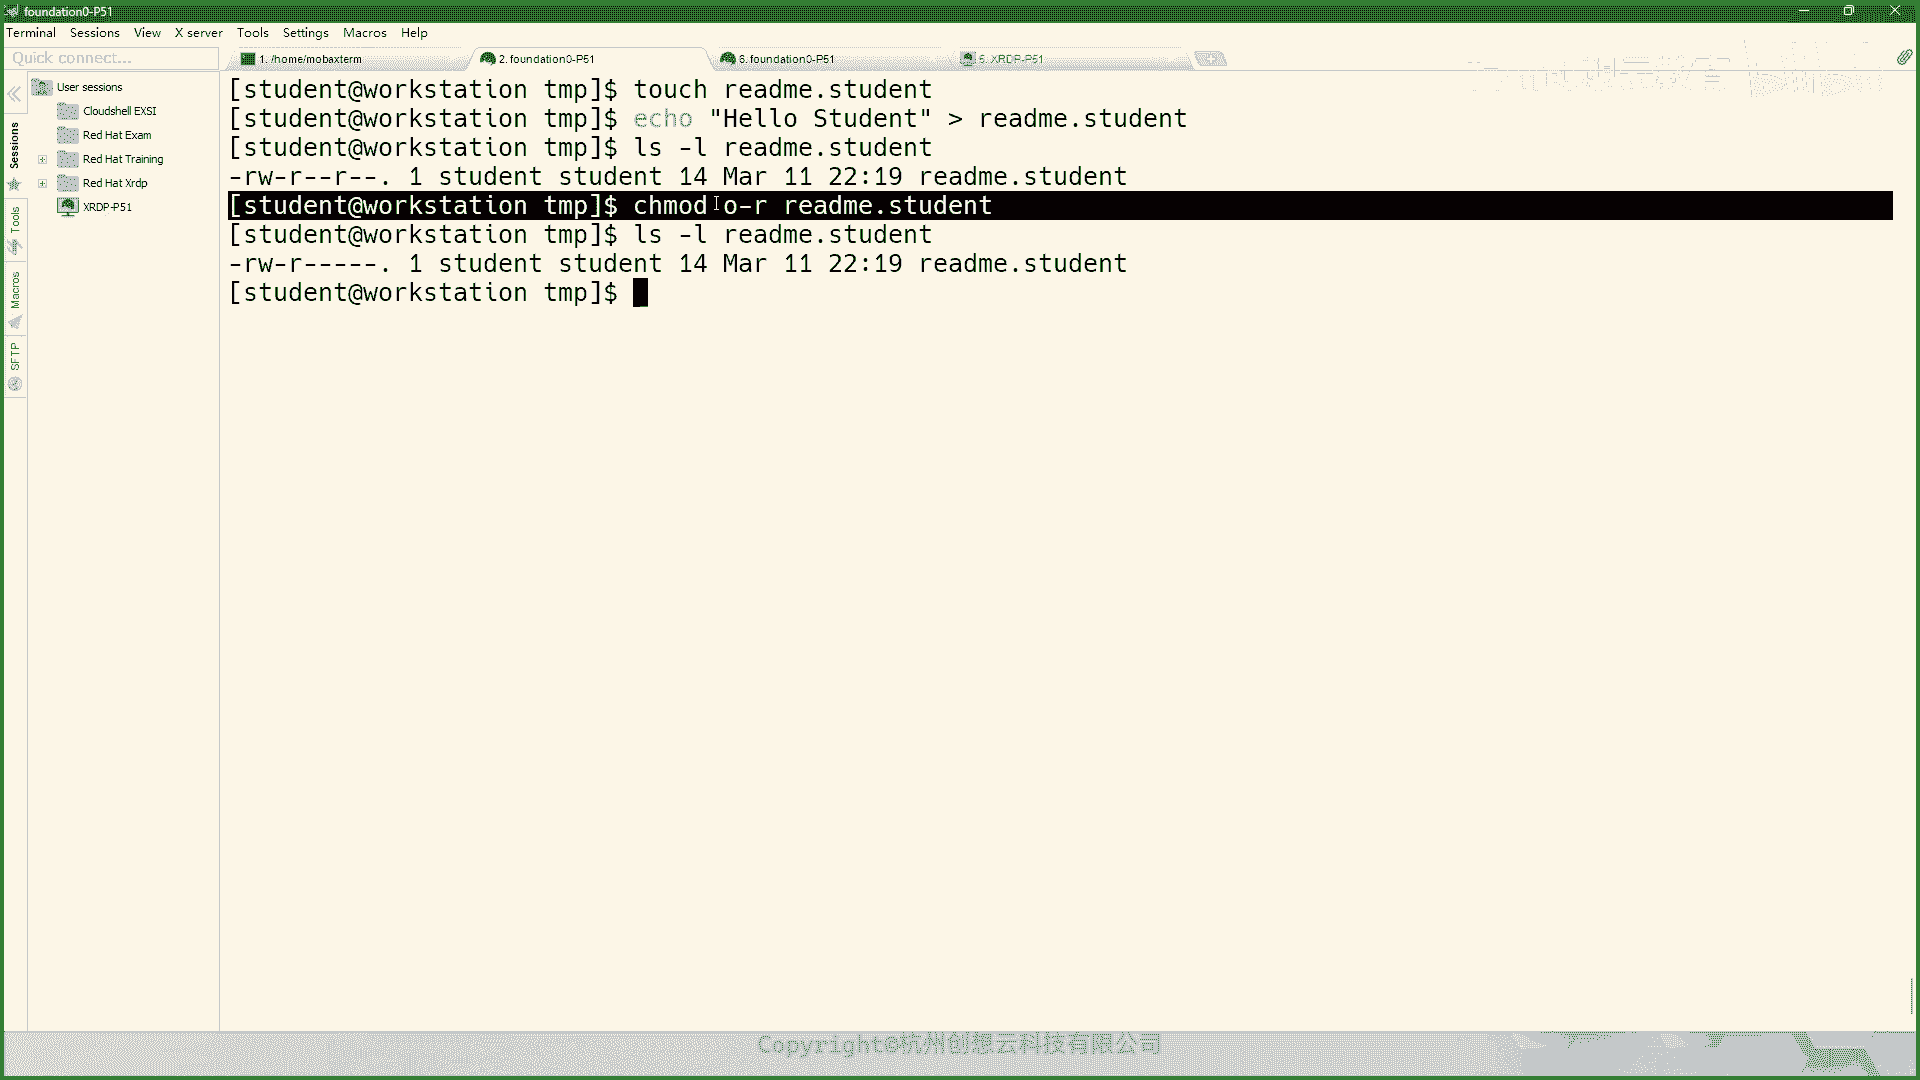 foundation0-P51
Terminal Sessions View X server Tools Settings Macros Help
Quick connect...
1. /home/mobaxterm
2. foundation0-P51
6. foundation0-P51
5. XRDP-P51
User sessions
Cloudshell EXSI
Red Hat Exam
Red Hat Training
Red Hat Xrdp
XRDP-P51
Sessions
Tools
Macros
SFTP
[student@workstation tmp]$ touch readme.student
[student@workstation tmp]$ echo "Hello Student" > readme.student
[student@workstation tmp]$ ls -l readme.student
-rw-r--r--. 1 student student 14 Mar 11 22:19 readme.student
[student@workstation tmp]$ chmod o-r readme.student
[student@workstation tmp]$ ls -l readme.student
-rw-r-----. 1 student student 14 Mar 11 22:19 readme.student
[student@workstation tmp]$
Copyright©杭州创想云科技有限公司